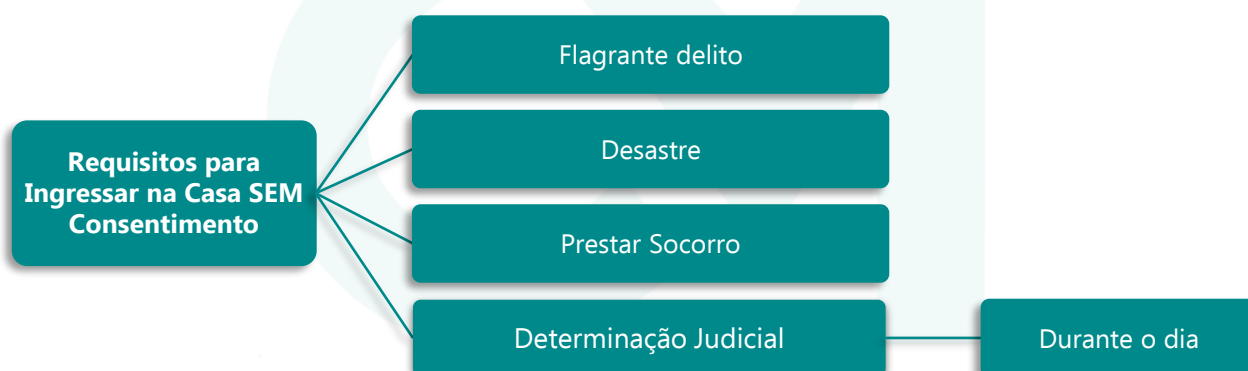 Flagrante delito
Desastre
Requisitos para
Ingressar na Casa SEM
Consentimento
Prestar Socorro
Determinação Judicial
Durante o dia